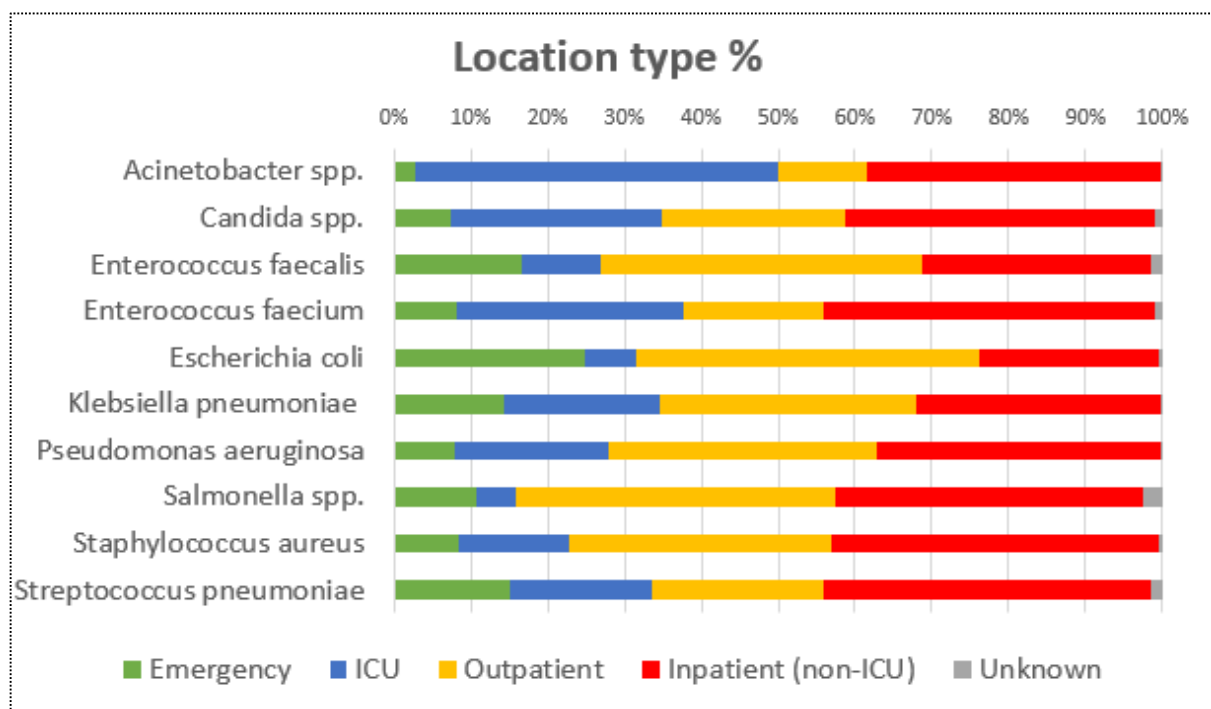 Location type %
0% 10% 20% 30% 40% 50% 60% 70% 80% 90% 100%
Acinetobacter spp.
Candida spp.
Enterococcus faecalis
Enterococcus faecium
Escherichia coli
Klebsiella pneumoniae
Pseudomonas aeruginosa
Salmonella spp.
Staphylococcus aureus
Streptococcus pneumoniae
Emergency ICU Outpatient Inpatient (non-ICU) Unknown